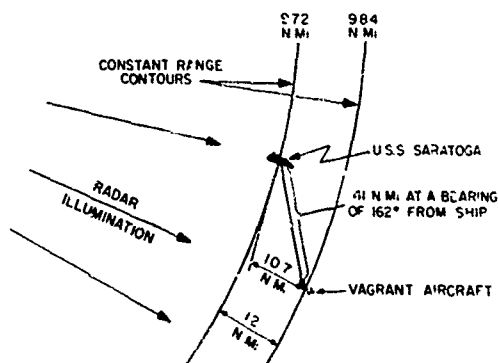 972
N MI
984
N MI
CONSTANT RANGE
CONTOURS
U.S.S SARATOGA
41 N MI AT A BEARING
OF 162° FROM SHIP
RADAR
ILLUMINATION
10.7
N MI.
VAGRANT AIRCRAFT
12
N MI